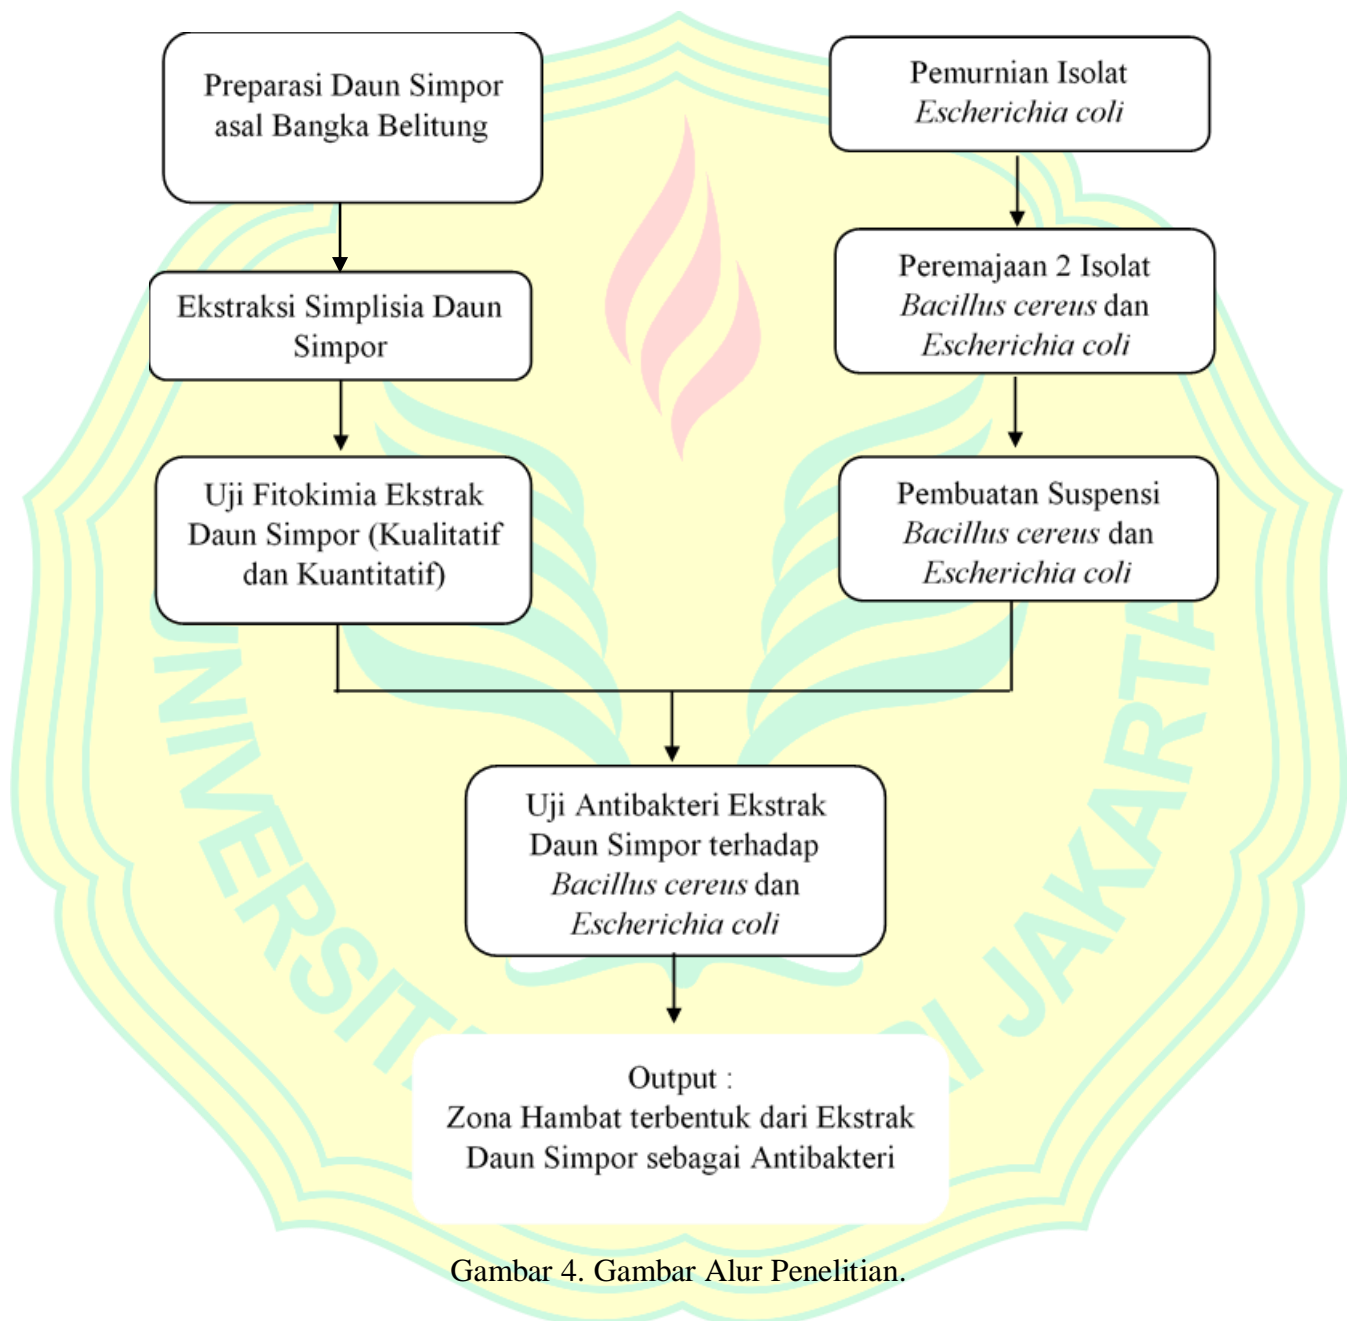 Preparasi Daun Simpor
asal Bangka Belitung
Ekstraksi Simplisia Daun
Simpor
Uji Fitokimia Ekstrak
Daun Simpor (Kualitatif
dan Kuantitatif)
Pemurnian Isolat
Escherichia coli
Peremajaan 2 Isolat
Bacillus cereus dan
Escherichia coli
Pembuatan Suspensi
Bacillus cereus dan
Escherichia coli
Uji Antibakteri Ekstrak
Daun Simpor terhadap
Bacillus cereus dan
Escherichia coli
Output :
Zona Hambat terbentuk dari Ekstrak
Daun Simpor sebagai Antibakteri
Gambar 4. Gambar Alur Penelitian.
JAKARTA